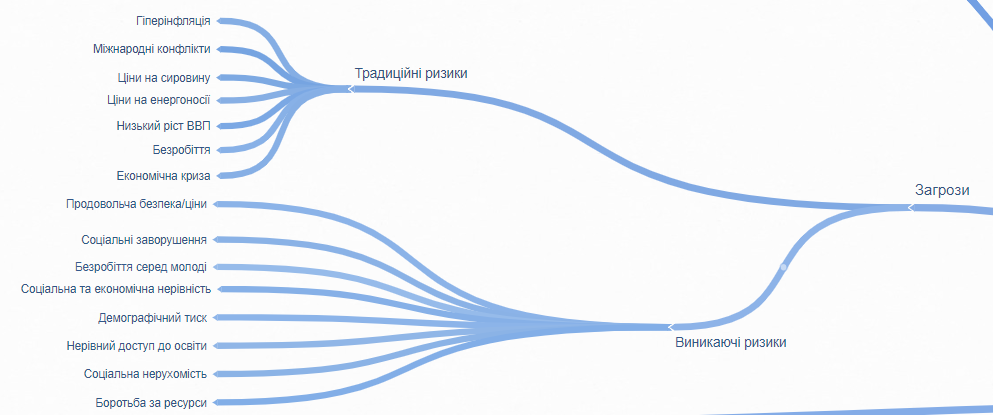 Гіперінфляція
Міжнародні конфлікти
Традиційні ризики
Ціни на сировину
Ціни на енергоносії
Низький ріст ВВП
Безробіття
Економічна криза
Загрози
Продовольча безпека/ціни
Соціальні заворушення
Безробіття серед молоді
Соціальна та економічна нерівність
Демографічний тиск
Виникаючі ризики
Нерівний доступ до освіти
Соціальна нерухомість
Боротьба за ресурси